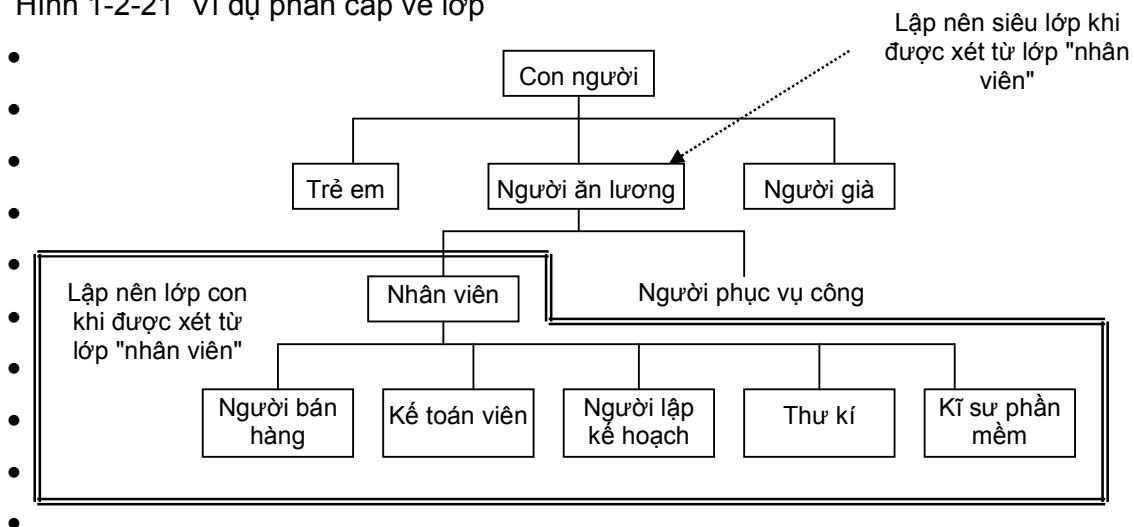 Hình 1-2-21 Ví dụ phân cấp về lớp
Lập nên siêu lớp khi
được xét từ lớp "nhân
viên"
Con người
Trẻ em
Người ăn lương
Người già
Lập nên lớp con
khi được xét từ
lớp "nhân viên"
Nhân viên
Người phục vụ công
Người bán
hàng
Kế toán viên
Người lập
kế hoạch
Thư kí
Kĩ sư phần
mềm